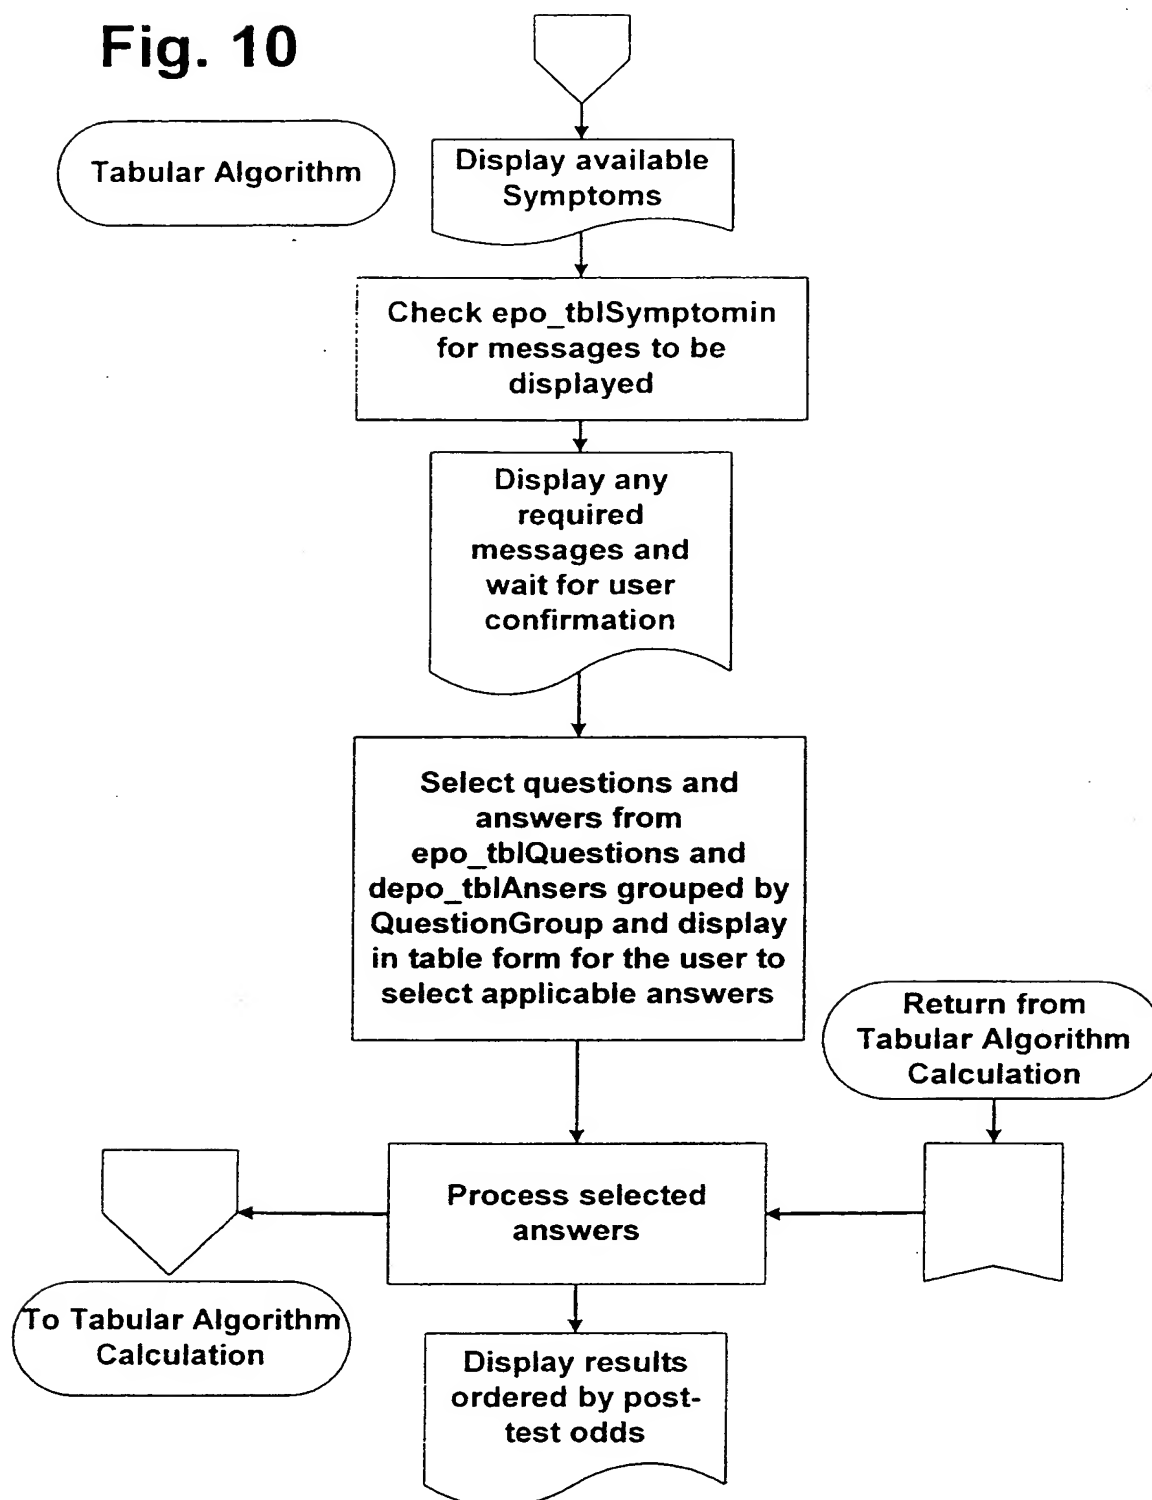 Fig. 10
Tabular Algorithm
Display available
Symptoms
Check epo_tblSymptomin
for messages to be
displayed
Display any
required
messages and
wait for user
confirmation
Select questions and
answers from
epo_tblQuestions and
depo_tblAnsers grouped by
QuestionGroup and display
in table form for the user to
select applicable answers
Return from
Tabular Algorithm
Calculation
Process selected
answers
To Tabular Algorithm
Calculation
Display results
ordered by post-
test odds